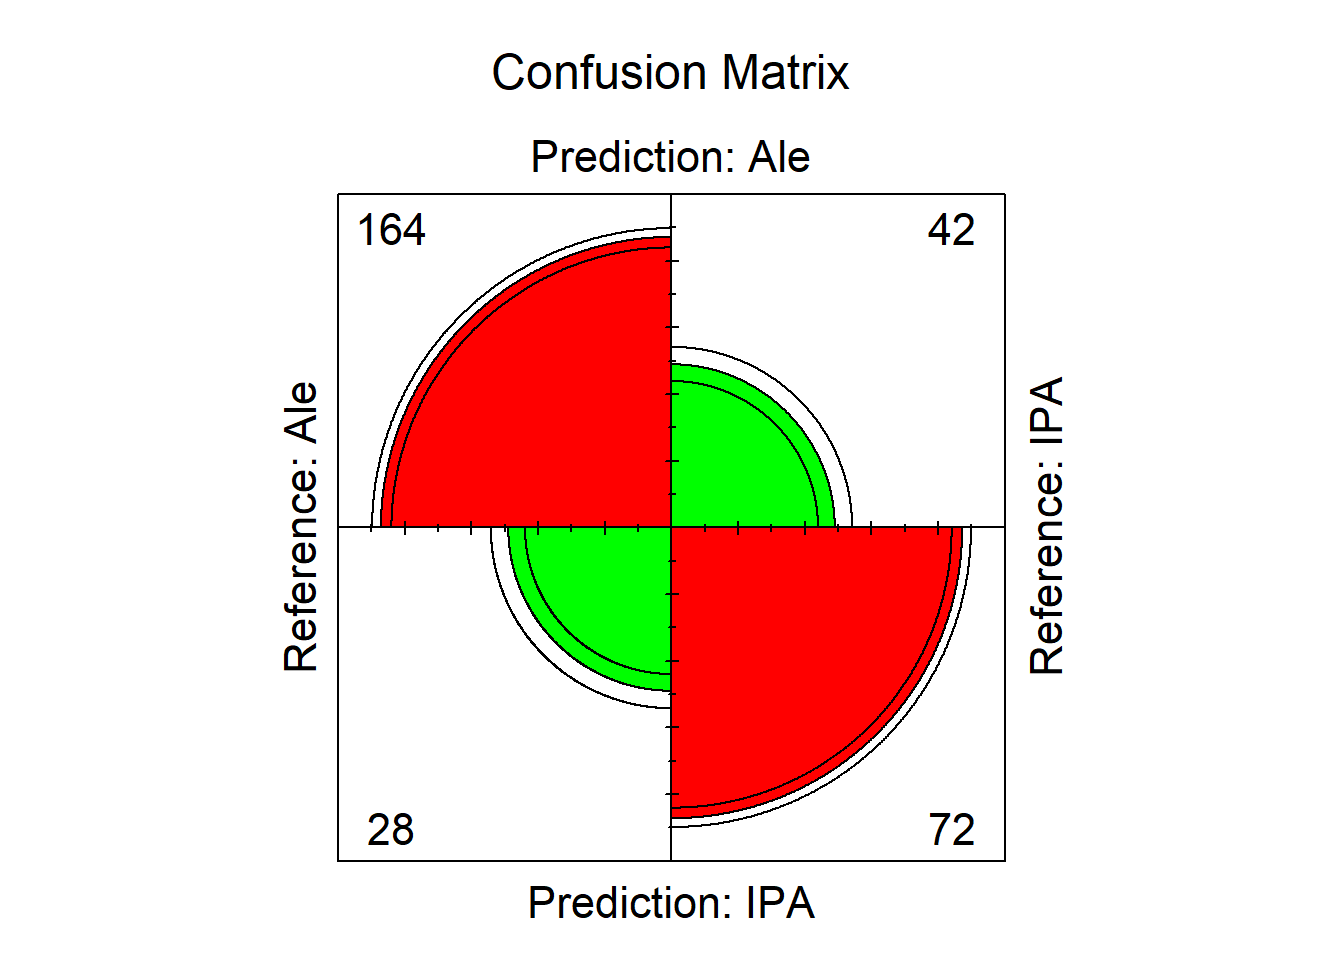 Confusion Matrix
Prediction: Ale
164
42
Reference: Ale
Reference: IPA
28
72
Prediction: IPA